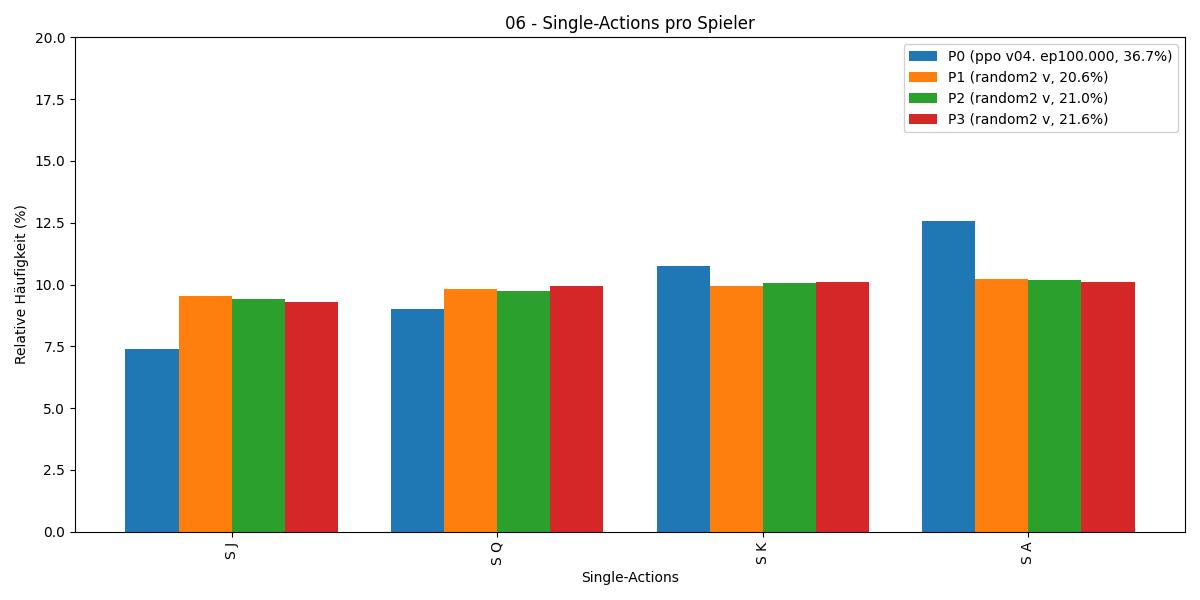 06 - Single-Actions pro Spieler
Relative Häufigkeit (%)
20.0
17.5
15.0
12.5
10.0
7.5
5.0
2.5
0.0
P0 (ppo v04. ep100.000, 36.7%)
P1 (random2 v, 20.6%)
P2 (random2 v, 21.0%)
P3 (random2 v, 21.6%)
S J
S Q
S K
S A
Single-Actions